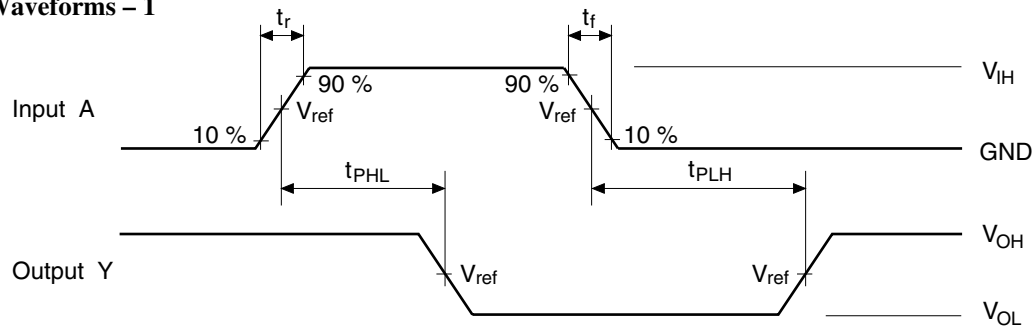 Waveforms – 1
tr
tf
90 %
90 %
VIH
Input A
Vref
Vref
10 %
10 %
GND
tPHL
tPLH
VOH
Output Y
Vref
Vref
VOL